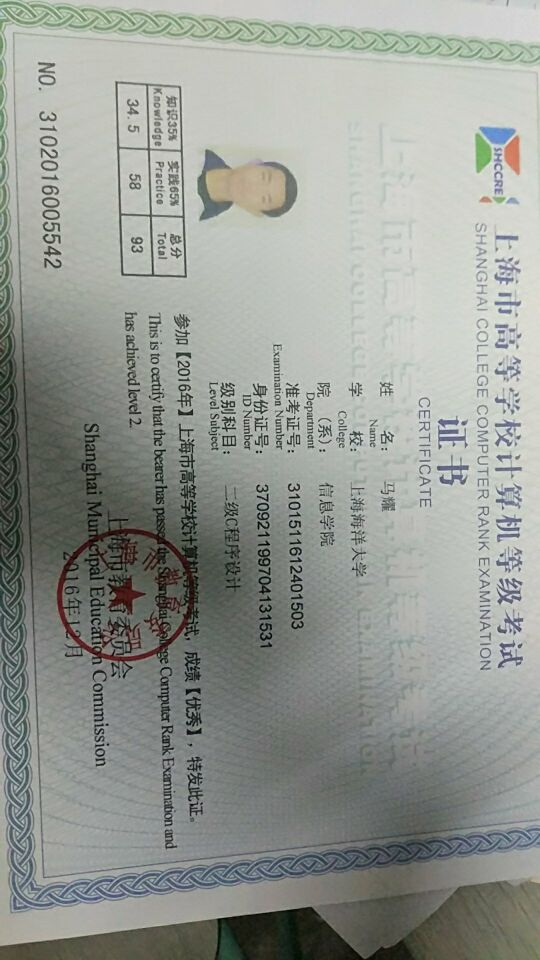 SHCCRE
上海市高等学校计算机等级考试
SHANGHAI COLLEGE COMPUTER RANK EXAMINATION
证书
CERTIFICATE
姓 名：马耀
Name
学 校：上海海洋大学
College
院（系）：信息学院
Department
准考证号：3101511612401503
Examination Number
身份证号：370921199704131531
ID Number
级别科目：二级C程序设计
Level Subject
知识35% 实践65% 总分
Knowledge Practice Total
34.5 58 93
参加【2016年】上海市高等学校计算机等级考试，成绩【优秀】，特发此证。
This is to certify that the bearer has passed the Shanghai College Computer Rank Examination and
has achieved level 2.
上海市教育委员会
Shanghai Municipal Education Commission
2016年12月
NO. 3102016005542